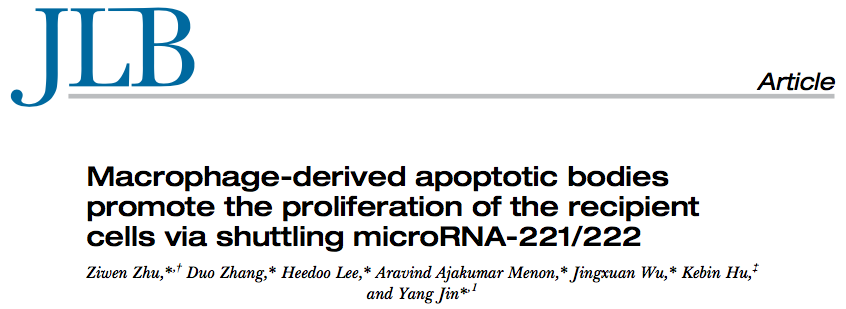 JLB
Article
Macrophage-derived apoptotic bodies
promote the proliferation of the recipient
cells via shuttling microRNA-221/222
Ziwen Zhu,*,† Duo Zhang,* Heedoo Lee,* Aravind Ajakumar Menon,* Jingxuan Wu,* Kebin Hu,‡
and Yang Jin*,1